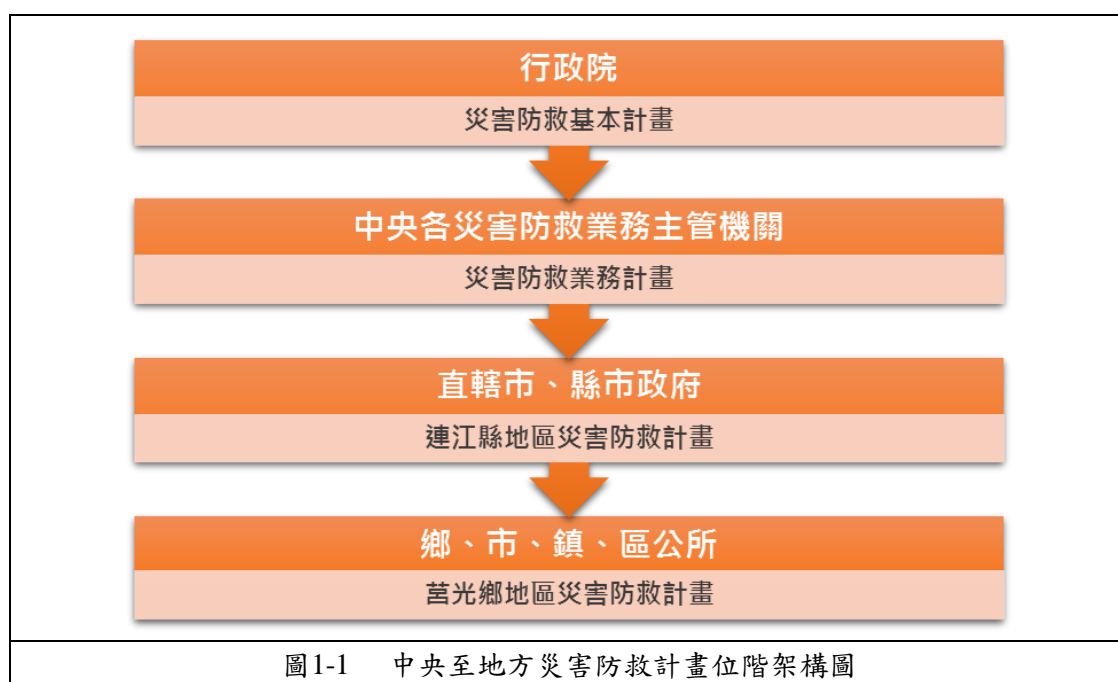 行政院
災害防救基本計畫
中央各災害防救業務主管機關
災害防救業務計畫
直轄市、縣市政府
連江縣地區災害防救計畫
鄉、市、鎮、區公所
莒光鄉地區災害防救計畫
圖1-1 中央至地方災害防救計畫位階架構圖